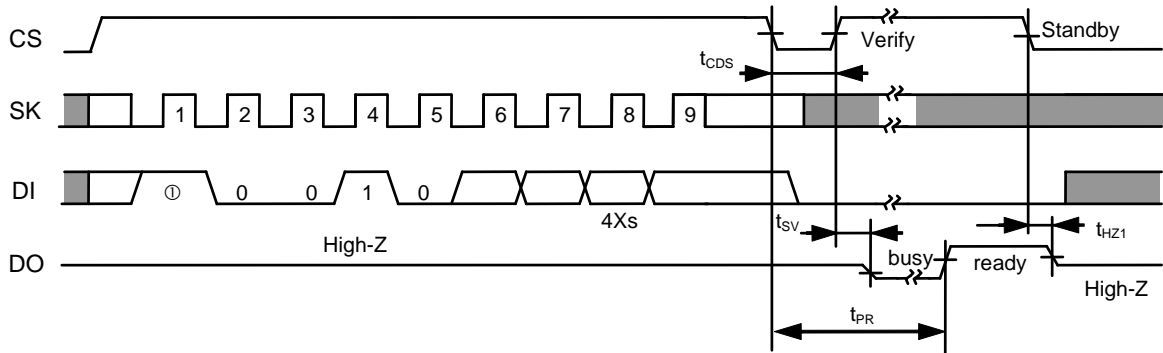 CS
Verify
Standby
tCDS
SK
1 2 3 4 5 6 7 8 9
DI
① 0 0 1 0
4Xs
tSV
tHZ1
High-Z
DO
busy
ready
High-Z
tPR